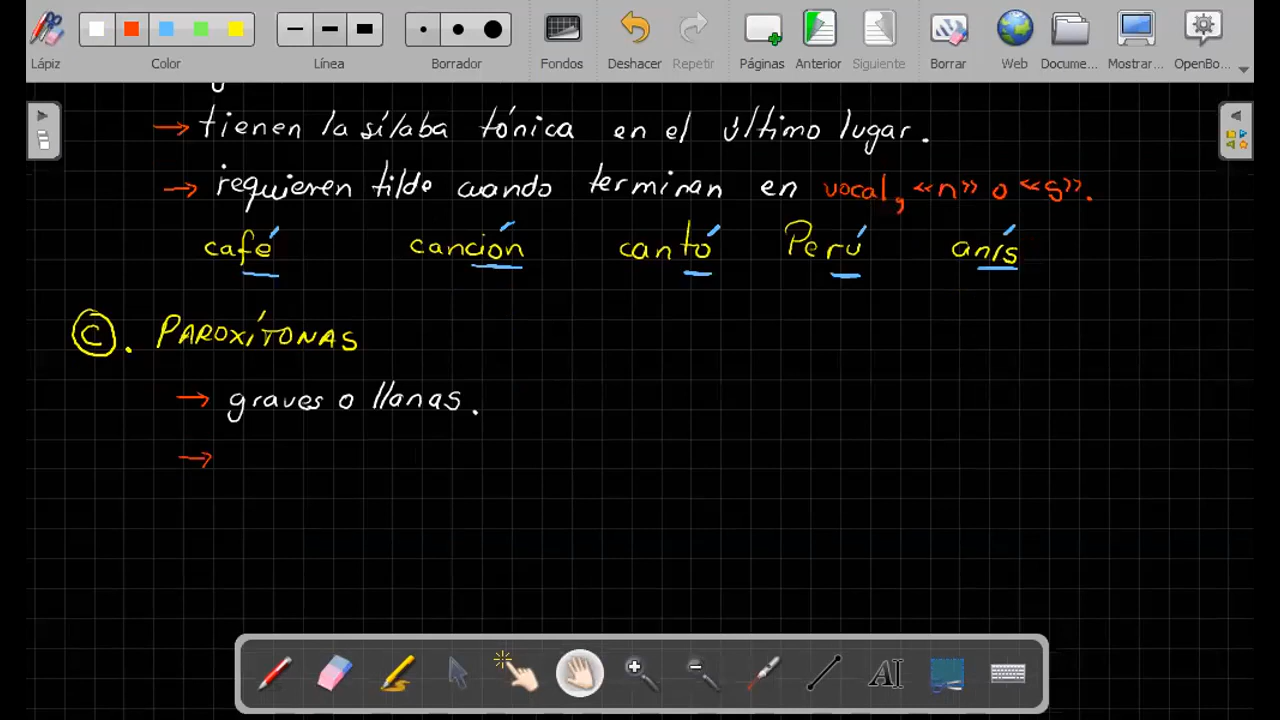 Lápiz Color Línea Borrador Fondos Deshacer Repetir Páginas Anterior Siguiente Borrar Web Docume... Mostrar... OpenBo...
→ tienen la sílaba tónica en el último lugar.
→ requieren tilde cuando terminan en vocal, «n» o «s».
café canción cantó Perú anís
C. PAROXÍTONAS
→ graves o llanas.
→
AI